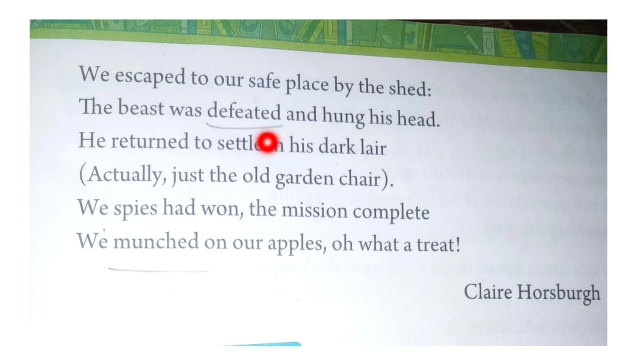 We escaped to our safe place by the shed:
The beast was defeated and hung his head.
He returned to settle in his dark lair
(Actually, just the old garden chair).
We spies had won, the mission complete
We munched on our apples, oh what a treat!
Claire Horsburgh